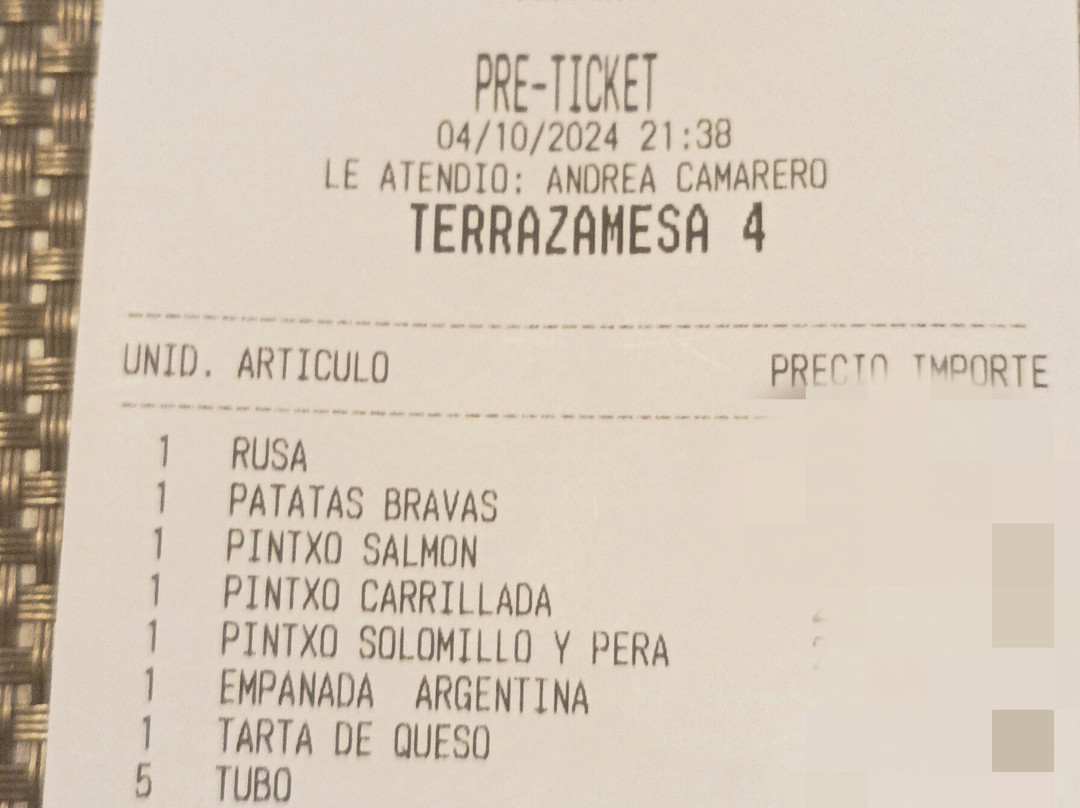 PRE-TICKET
04/10/2024 21:38
LE ATENDIO: ANDREA CAMARERO
TERRAZAMESA 4
UNID. ARTICULO PRECIO IMPORTE
1 RUSA
1 PATATAS BRAVAS
1 PINTXO SALMON
1 PINTXO CARRILLADA
1 PINTXO SOLOMILLO Y PERA
1 EMPANADA ARGENTINA
1 TARTA DE QUESO
5 TUBO